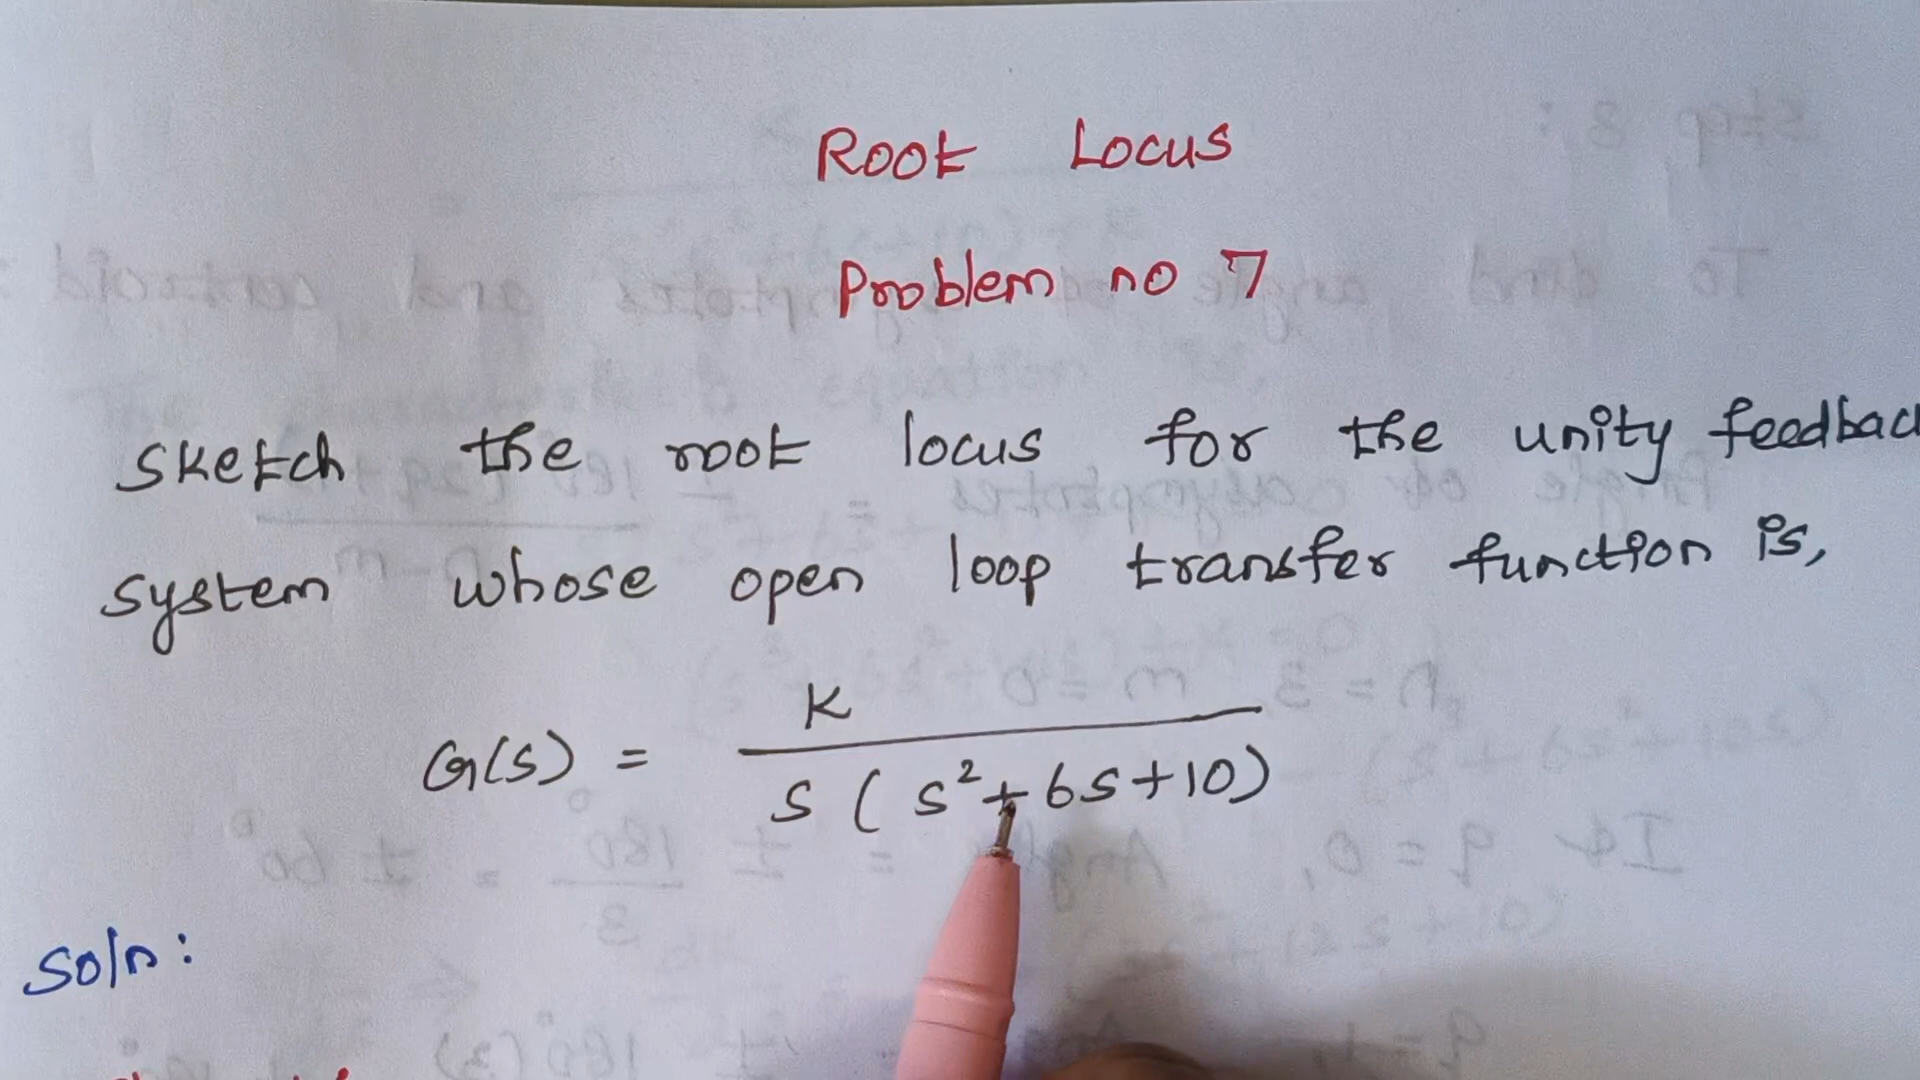 Root Locus
Problem no 7
Sketch the root locus for the unity feedbac
system whose open loop transfer function is,
G(s) = K / s ( s² + 6s + 10)
Soln: